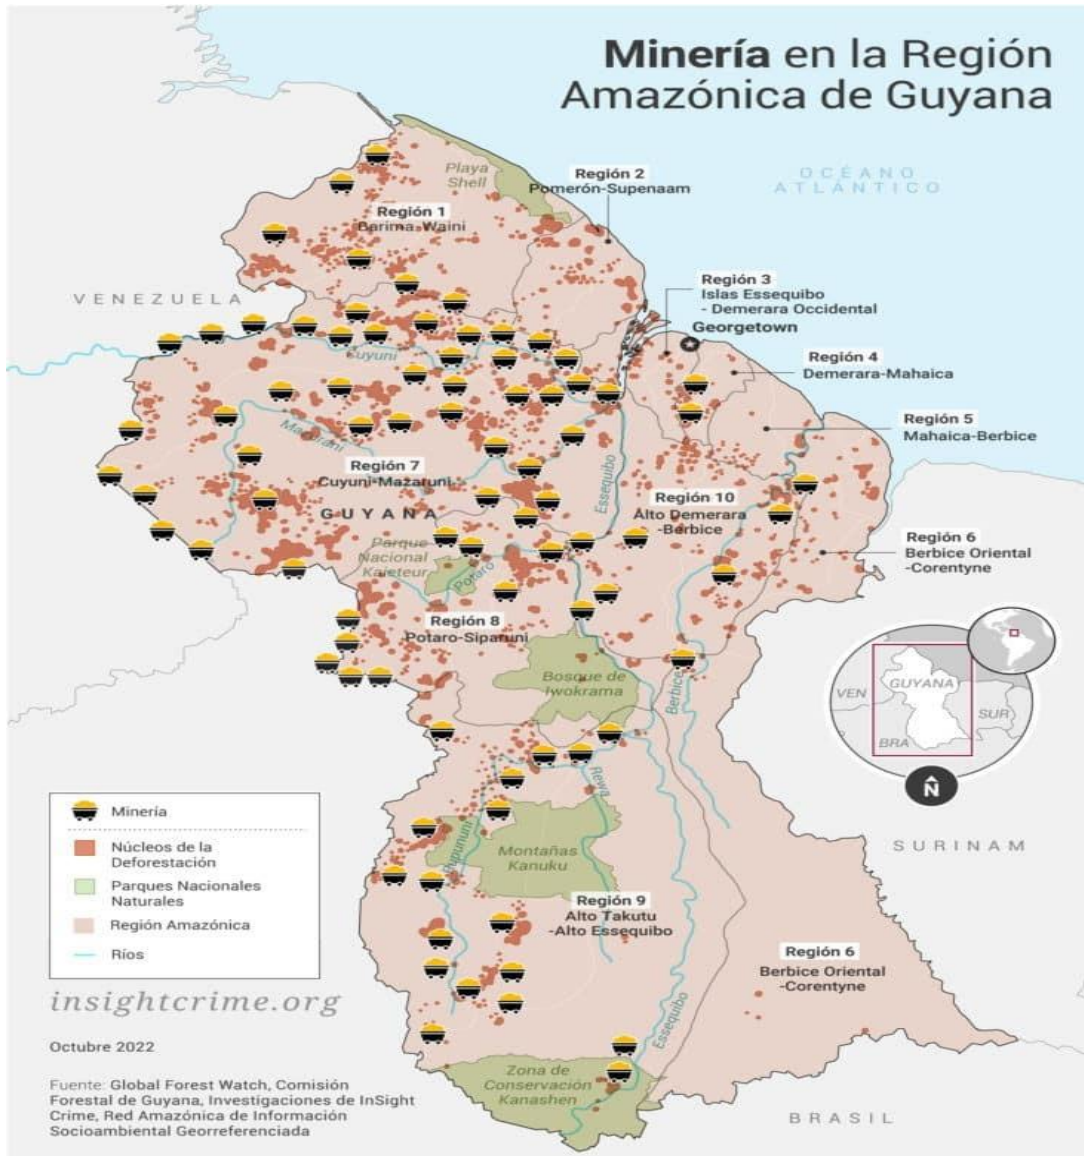 Minería en la Región
Amazónica de Guyana
Playa
Shell
Región 2
Pomerón-Supenaam
OCÉANO
ATLÁNTICO
Región 1
Barima-Waini
VENEZUELA
Región 3
Islas Essequibo
- Demerara Occidental
Georgetown
Cuyuni
Región 4
Demerara-Mahaica
Mazaruni
Región 5
Mahaica-Berbice
Región 7
Cuyuni-Mazaruni
Essequibo
Región 10
Alto Demerara
-Berbice
GUYANA
Parque
Nacional
Kaieteur
Potaro
Región 6
Berbice Oriental
-Corentyne
Región 8
Potaro-Siparuni
Bosque de
Iwokrama
Berbice
GUYANA
VEN
SUR
BRA
N
Rewa
SURINAM
Minería
Núcleos de la
Deforestación
Parques Nacionales
Naturales
Región Amazónica
Ríos
Rupununi
Montañas
Kanuku
Región 9
Alto Takutu
-Alto Essequibo
Región 6
Berbice Oriental
-Corentyne
Essequibo
insightcrime.org
Octubre 2022
Zona de
Conservación
Kanashen
Fuente: Global Forest Watch, Comisión
Forestal de Guyana, Investigaciones de InSight
Crime, Red Amazónica de Información
Socioambiental Georreferenciada
BRASIL